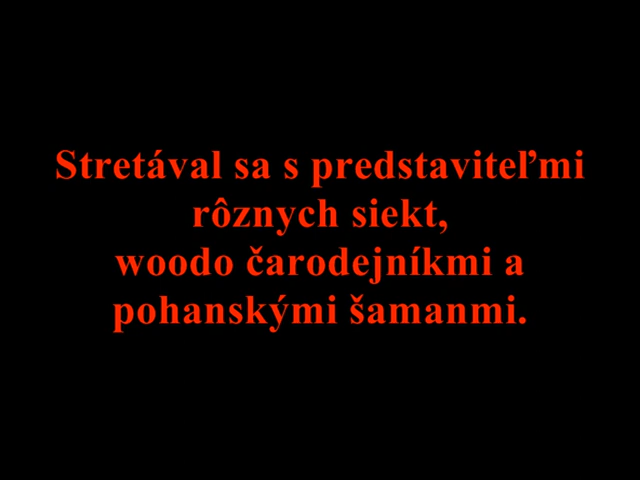 Stretával sa s predstaviteľmi
rôznych siekt,
woodo čarodejníkmi a
pohanskými šamanmi.